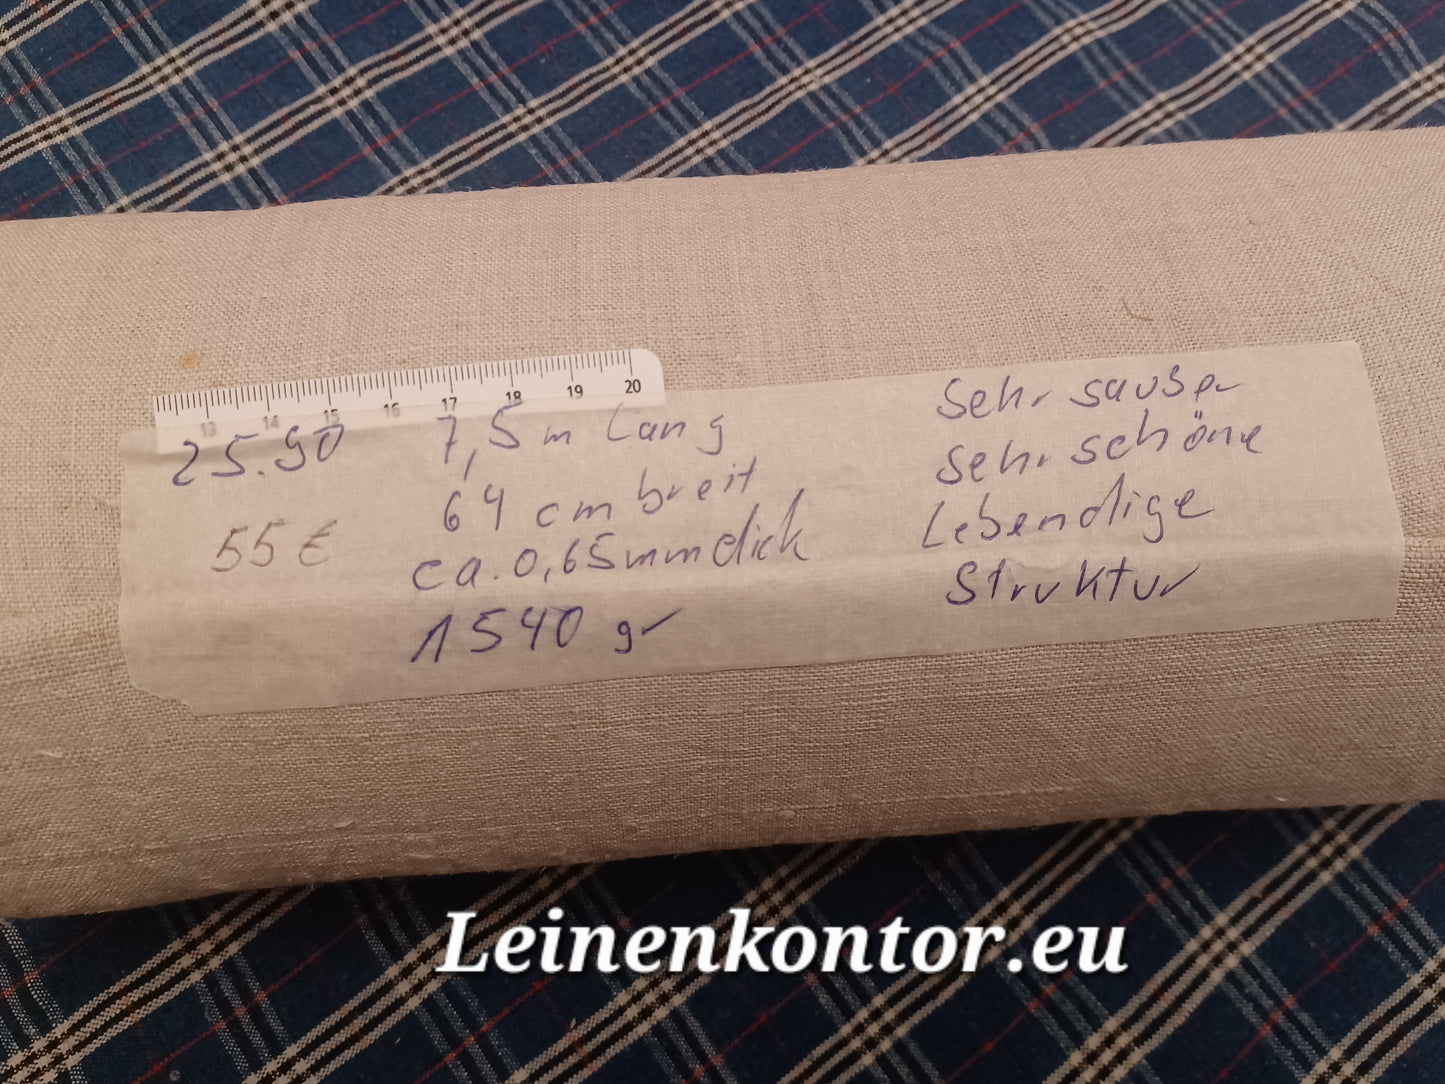 13 14 15 16 17 18 19 20
25.90
55 €
7,5 m Lang
64 cm breit
ca. 0,65 mm dick
1540 gr
Sehr sauber
Sehr schöne
Lebendige
Struktur
Leinenkontor.eu